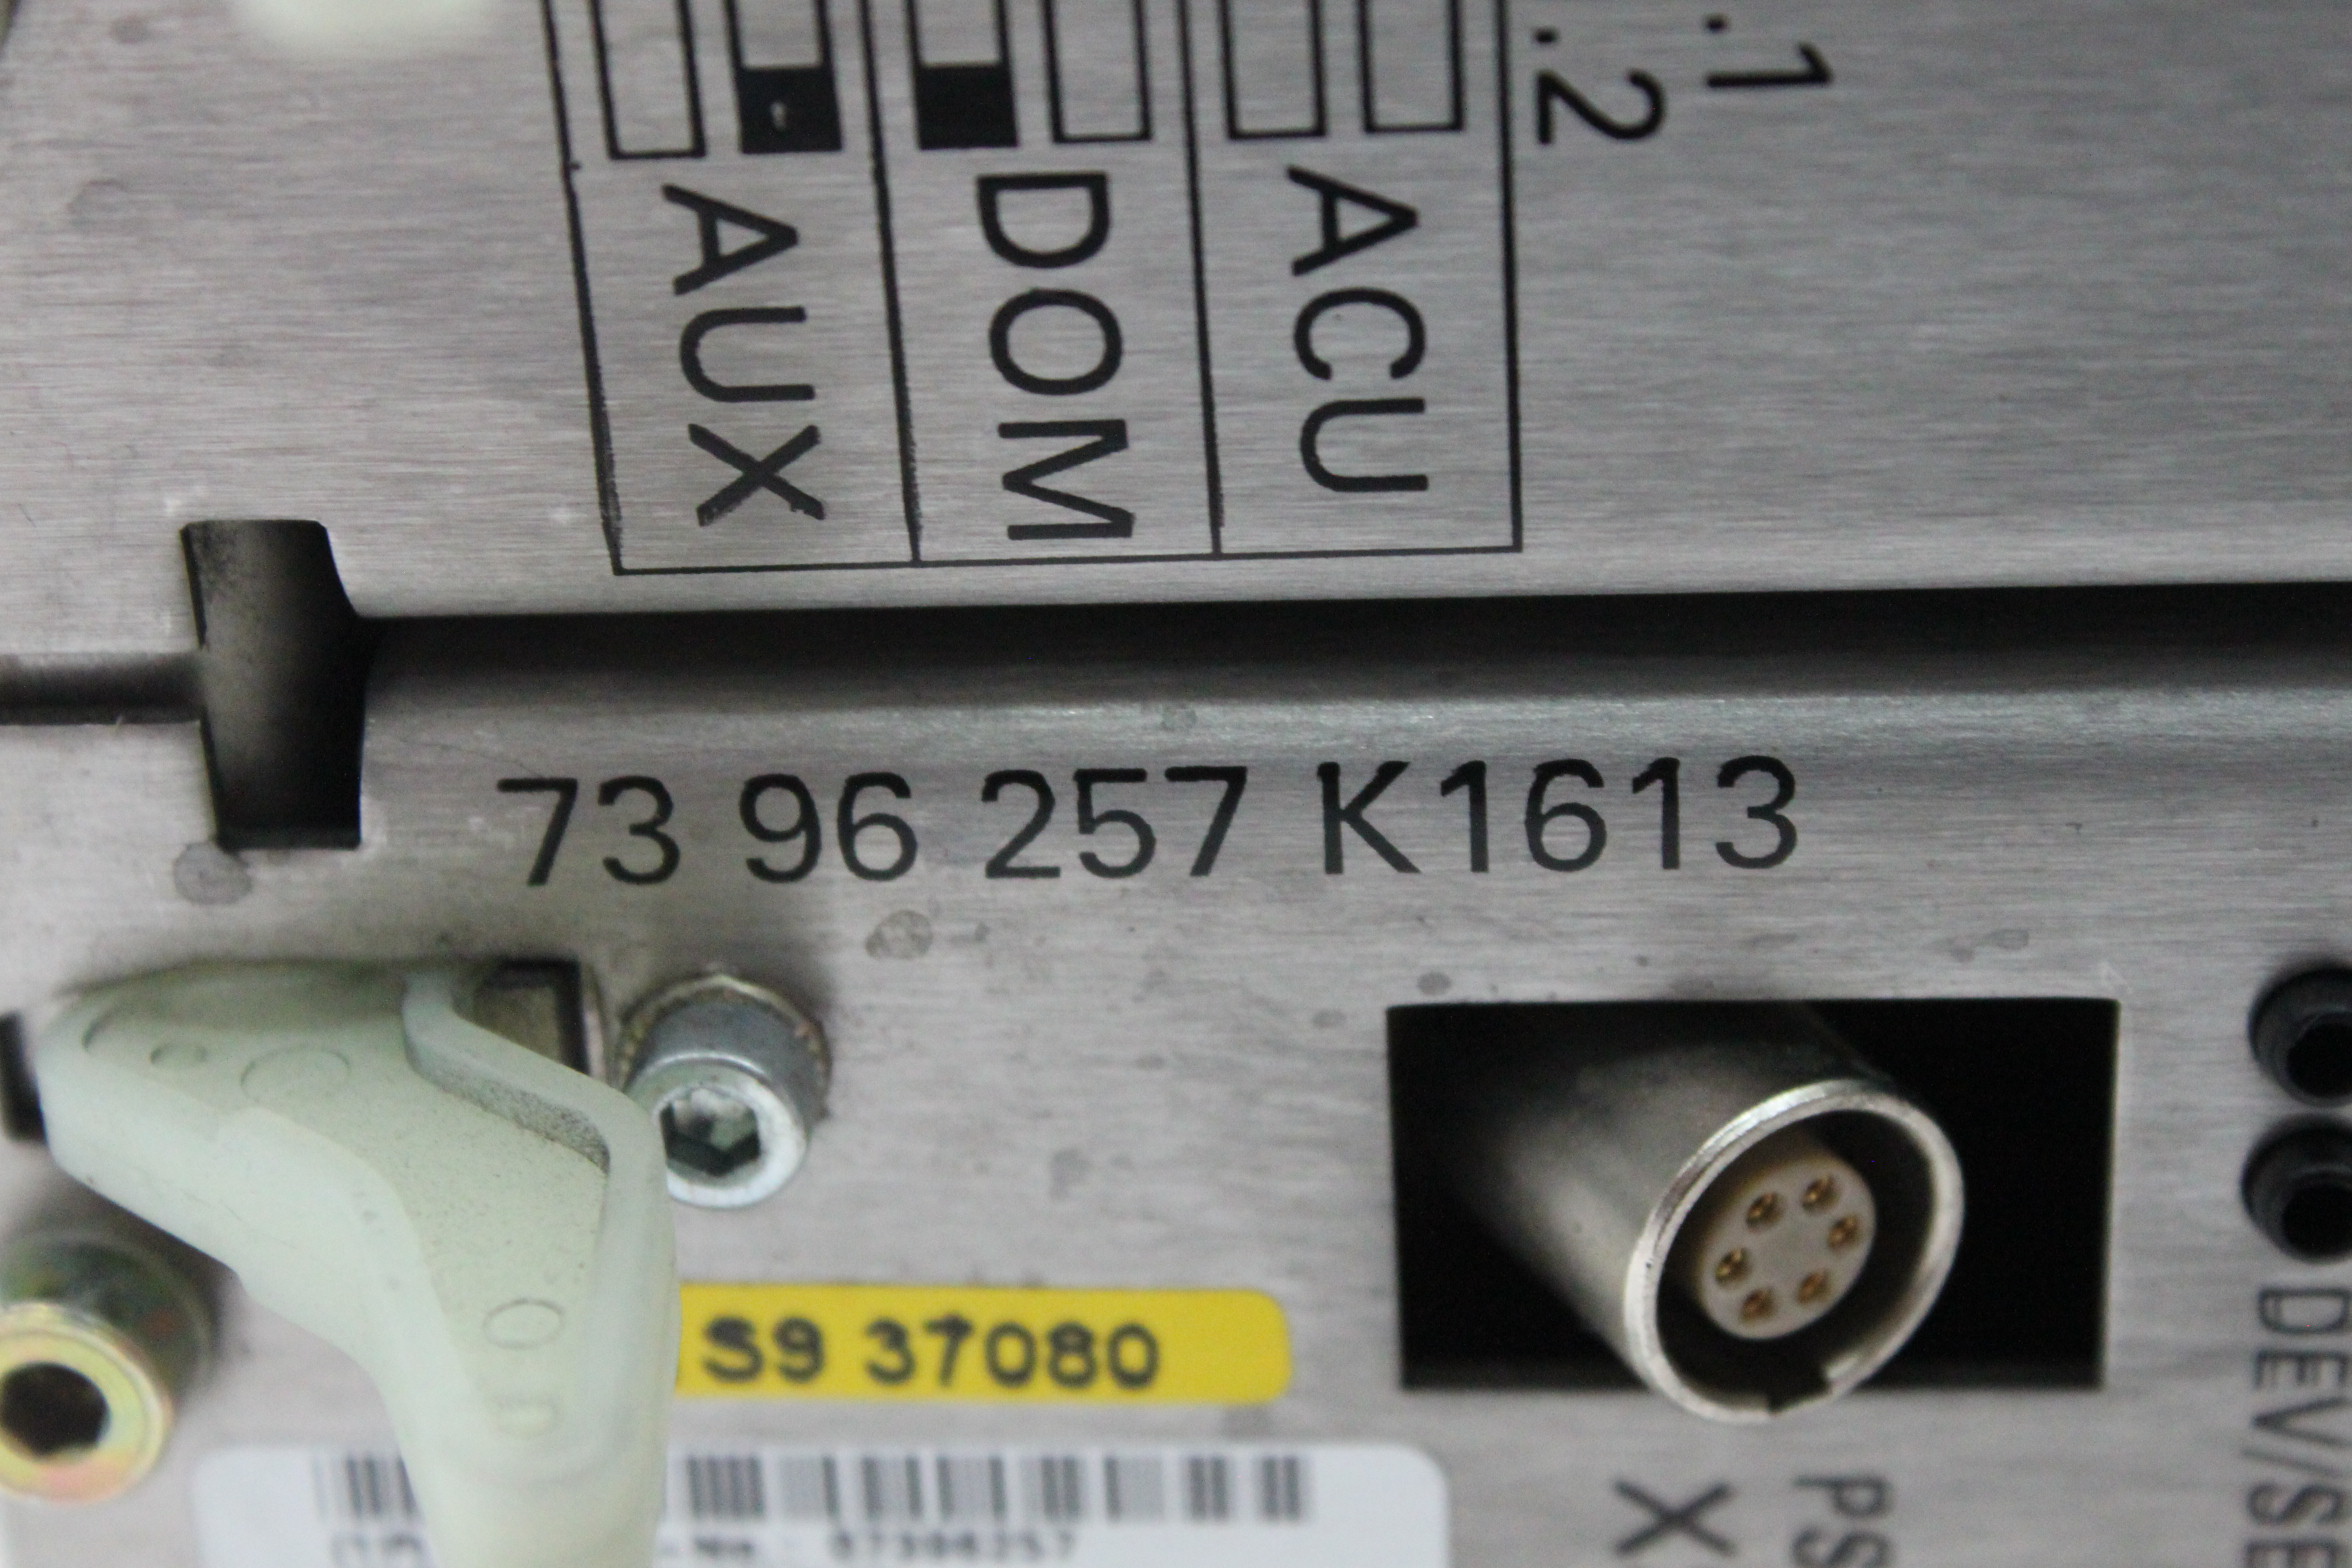 .1
.2
ACU
DOM
AUX
73 96 257 K1613
S9 37080
DEV/SE
PS
X